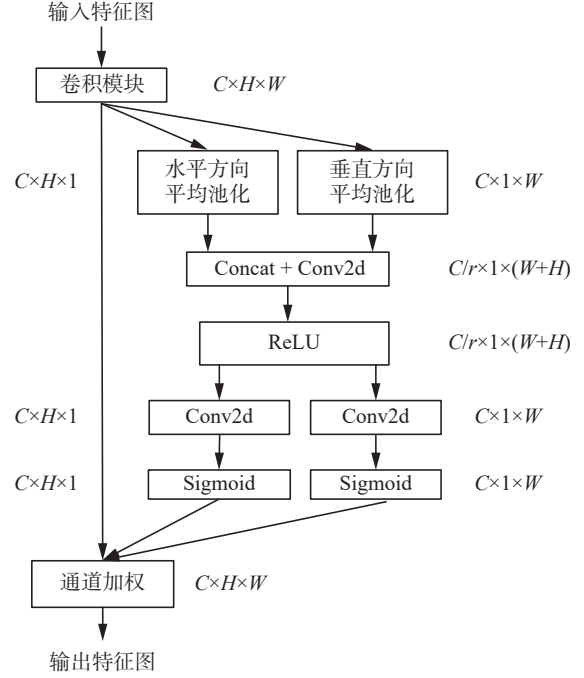 输入特征图
卷积模块
C×H×W
C×H×1
水平方向
平均池化
垂直方向
平均池化
C×1×W
Concat + Conv2d
C/r×1×(W+H)
ReLU
C/r×1×(W+H)
C×H×1
Conv2d
Conv2d
C×1×W
C×H×1
Sigmoid
Sigmoid
C×1×W
通道加权
C×H×W
输出特征图